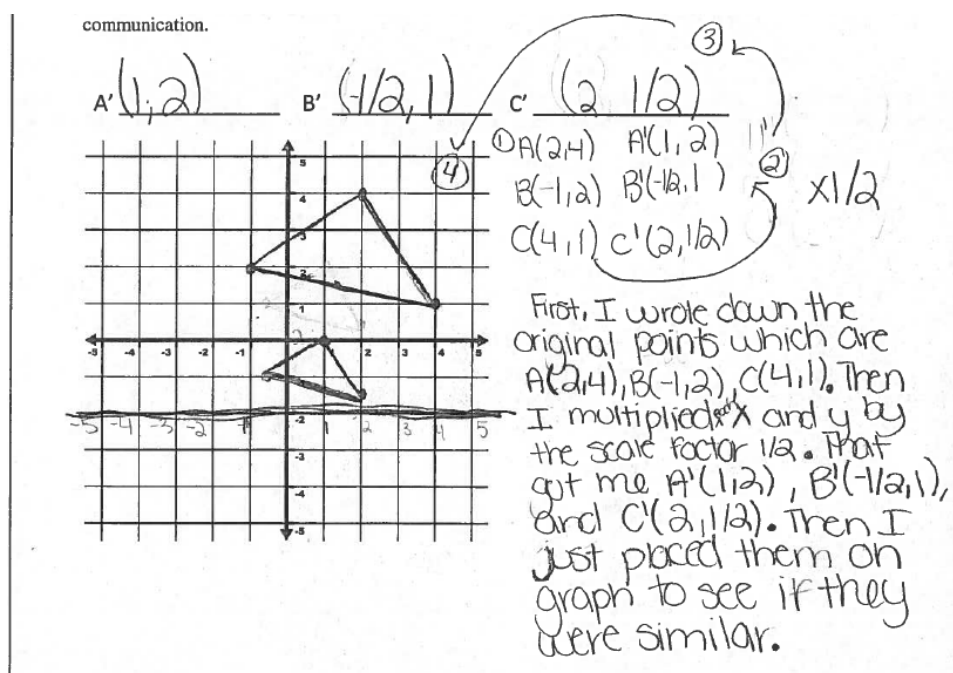 communication.
③
A' (1,2) B' (-1/2,1) C' (2 1/2)
④ ① A(2,4) A'(1,2)
② x1/2
B(-1,2) B'(-1/2,1)
C(4,1) C'(2,1/2)
5
4
3
2
1
-5 -4 -3 -2 -1 2 3 4 5
-5 -4 -3 -2 -1 -2 1 2 3 4 5
-3
-4
-5
First, I wrote down the
original points which are
A(2,4), B(-1,2), C(4,1). Then
I multiplied x and y by
the scale factor 1/2. That
got me A'(1,2), B'(-1/2,1),
and C'(2,1/2). Then I
just placed them on
graph to see if they
were similar.